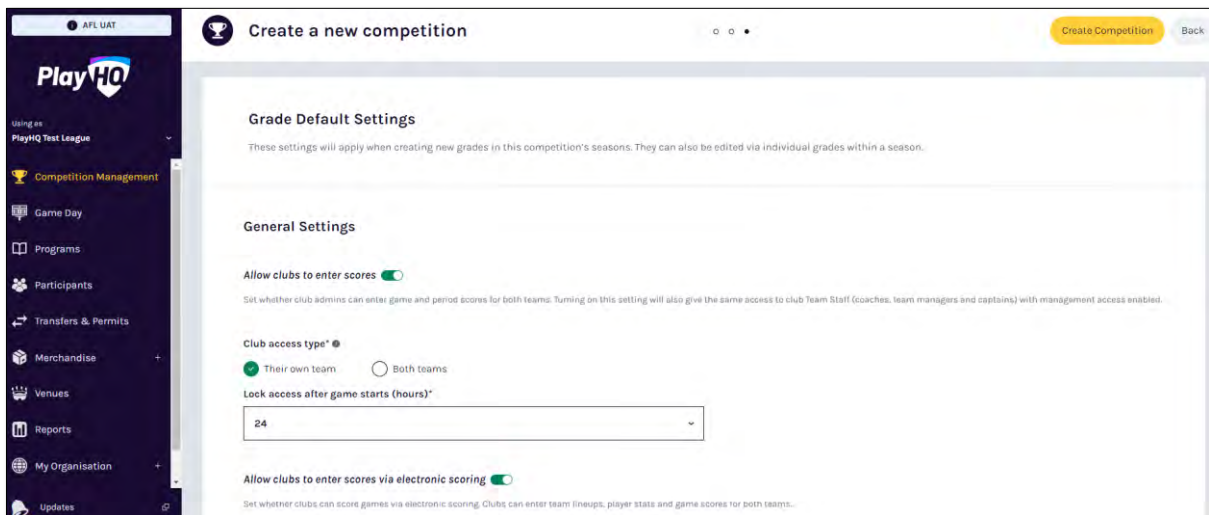 AFL UAT
PlayHQ
Using as
PlayHQ Test League
Competition Management
Game Day
Programs
Participants
Transfers & Permits
Merchandise +
Venues
Reports
My Organisation +
Updates
Create a new competition
Create Competition
Back
Grade Default Settings
These settings will apply when creating new grades in this competition's seasons. They can also be edited via individual grades within a season.
General Settings
Allow clubs to enter scores
Set whether club admins can enter game and period scores for both teams. Turning on this setting will also give the same access to club Team Staff (coaches, team managers and captains) with management access enabled.
Club access type*
Their own team Both teams
Lock access after game starts (hours)*
24
Allow clubs to enter scores via electronic scoring
Set whether clubs can score games via electronic scoring. Clubs can enter team lineups, player stats and game scores for both teams..